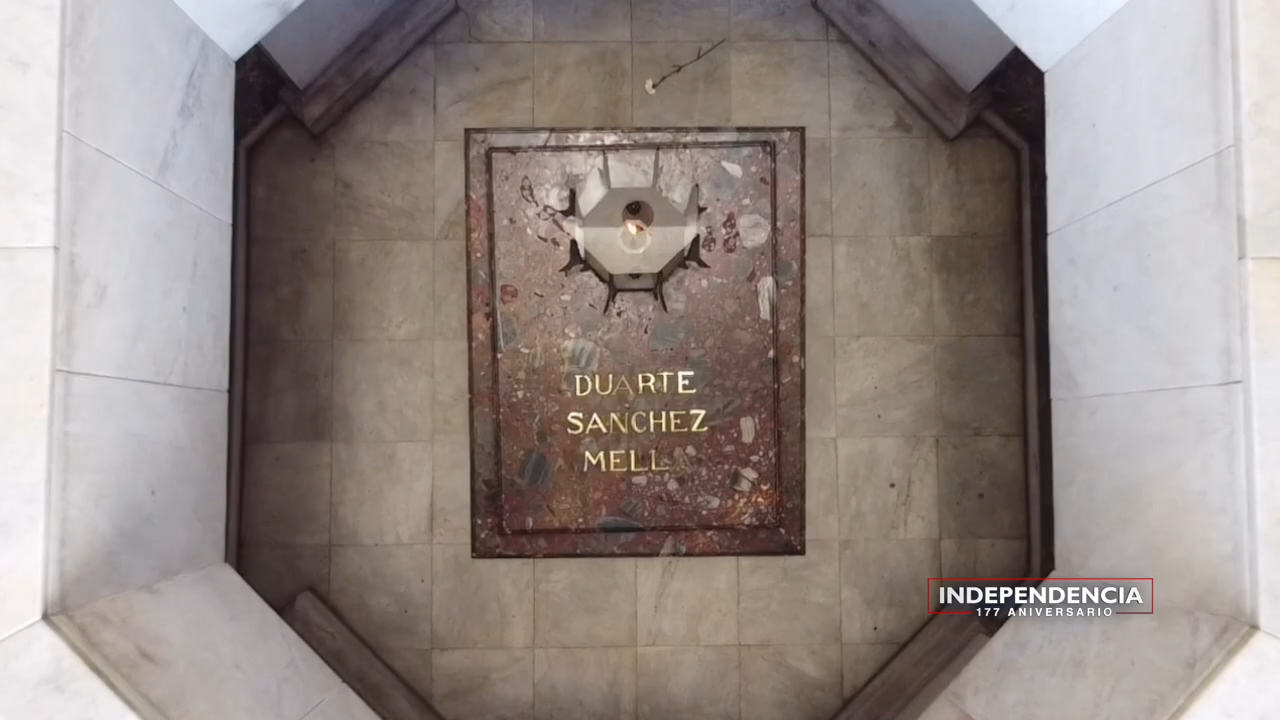 DUARTE
SANCHEZ
MELLA
INDEPENDENCIA
177 ANIVERSARIO